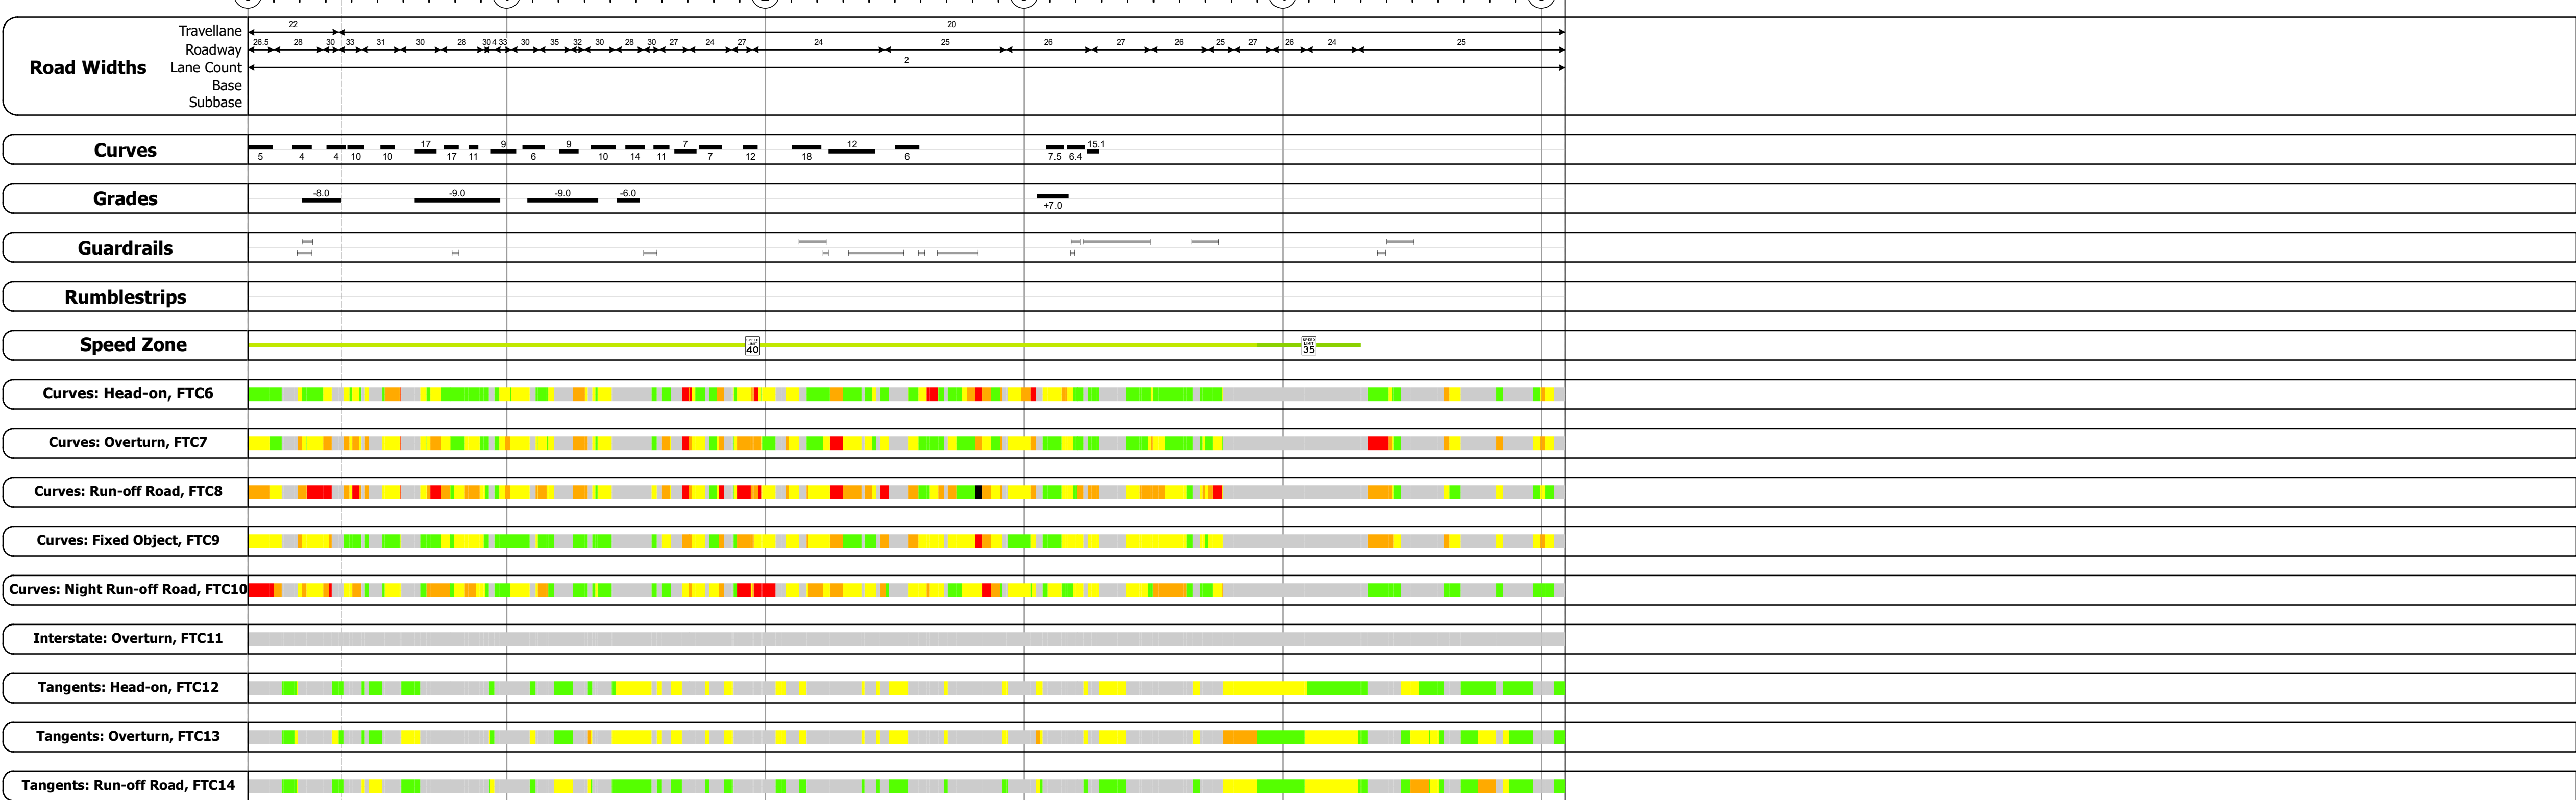 Travellane 22 20
Roadway 26.5 28 30 33 31 30 28 30 4 33 30 35 32 30 28 30 27 24 27 24 25 26 27 26 25 27 26 24 25
Road Widths
Lane Count 2
Base
Subbase
Curves
17 9 9 7 12 15.1
5 4 4 10 10 17 11 6 10 14 11 7 12 18 6 7.5 6.4
Grades
-8.0 -9.0 -9.0 -6.0
+7.0
Guardrails
Rumblestrips
Speed Zone
SPEED LIMIT 40
SPEED LIMIT 35
Curves: Head-on, FTC6
Curves: Overturn, FTC7
Curves: Run-off Road, FTC8
Curves: Fixed Object, FTC9
Curves: Night Run-off Road, FTC10
Interstate: Overturn, FTC11
Tangents: Head-on, FTC12
Tangents: Overturn, FTC13
Tangents: Run-off Road, FTC14